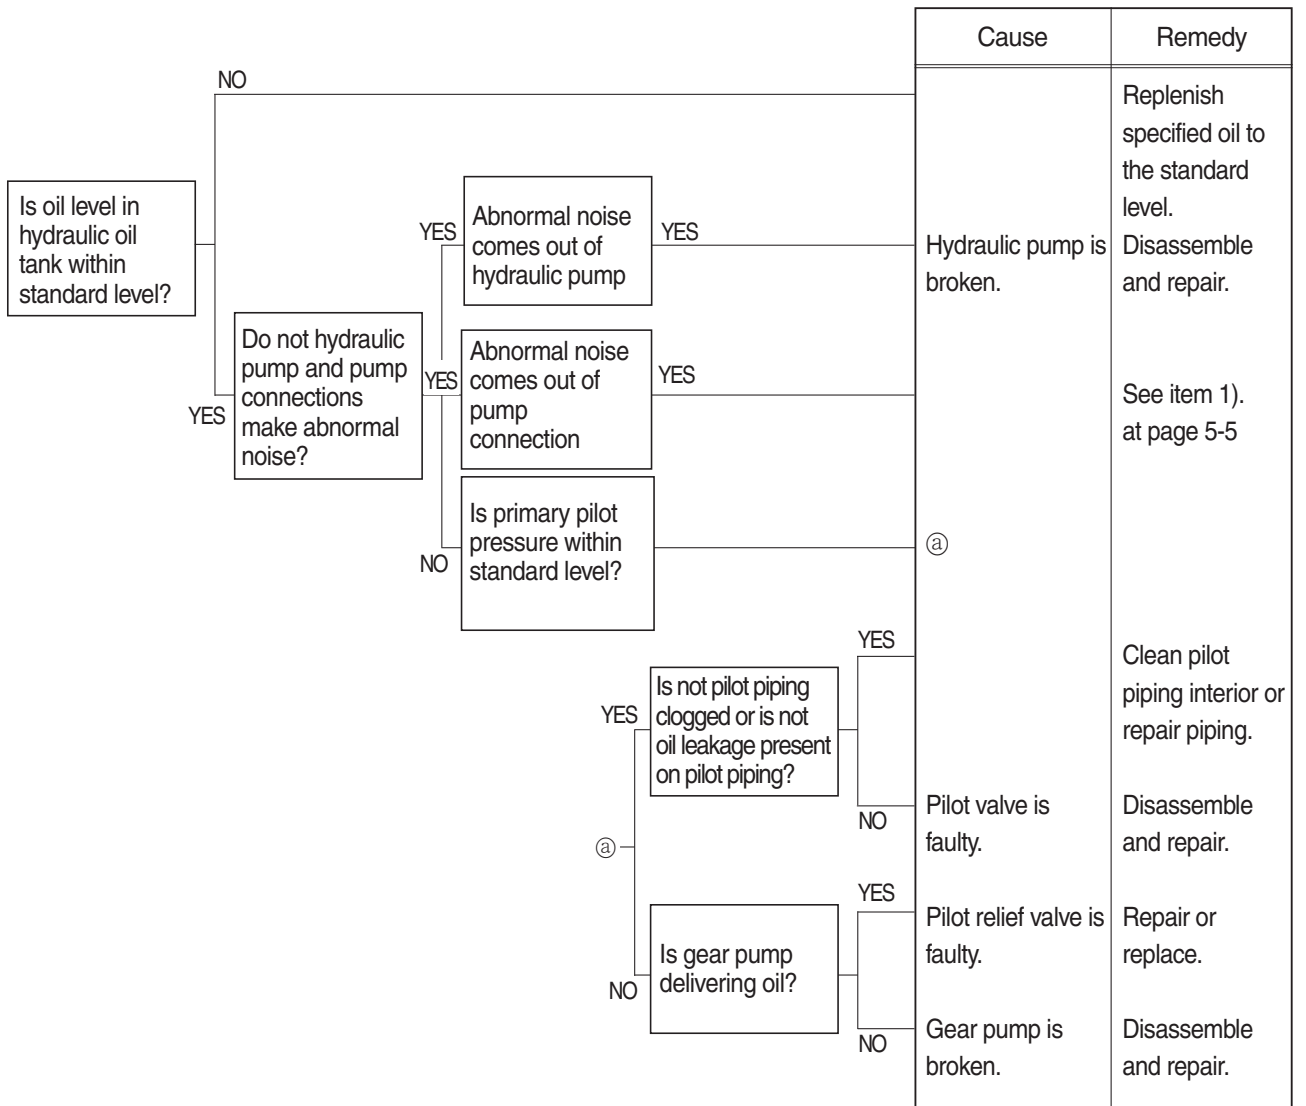 Cause
Remedy
NO
Replenish
specified oil to
the standard
level.
Is oil level in
hydraulic oil
tank within
standard level?
YES
Abnormal noise
comes out of
hydraulic pump
YES
Hydraulic pump is
broken.
Disassemble
and repair.
YES
Do not hydraulic
pump and pump
connections
make abnormal
noise?
YES
Abnormal noise
comes out of
pump
connection
YES
See item 1).
at page 5-5
NO
Is primary pilot
pressure within
standard level?
ⓐ
ⓐ
YES
Is not pilot piping
clogged or is not
oil leakage present
on pilot piping?
YES
Clean pilot
piping interior or
repair piping.
NO
Pilot valve is
faulty.
Disassemble
and repair.
NO
Is gear pump
delivering oil?
YES
Pilot relief valve is
faulty.
Repair or
replace.
NO
Gear pump is
broken.
Disassemble
and repair.